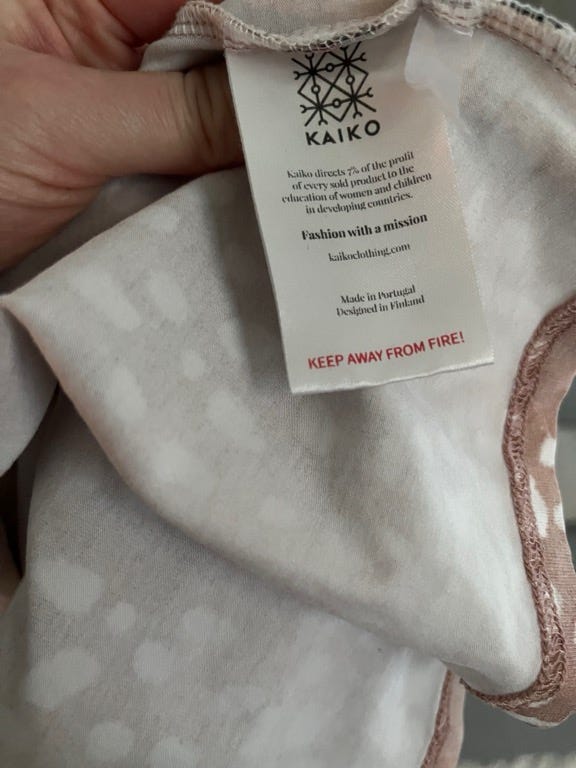 KAIKO
Kaiko directs 7% of the profit
of every sold product to the
education of women and children
in developing countries.
Fashion with a mission
kaikoclothing.com
Made in Portugal
Designed in Finland
KEEP AWAY FROM FIRE!